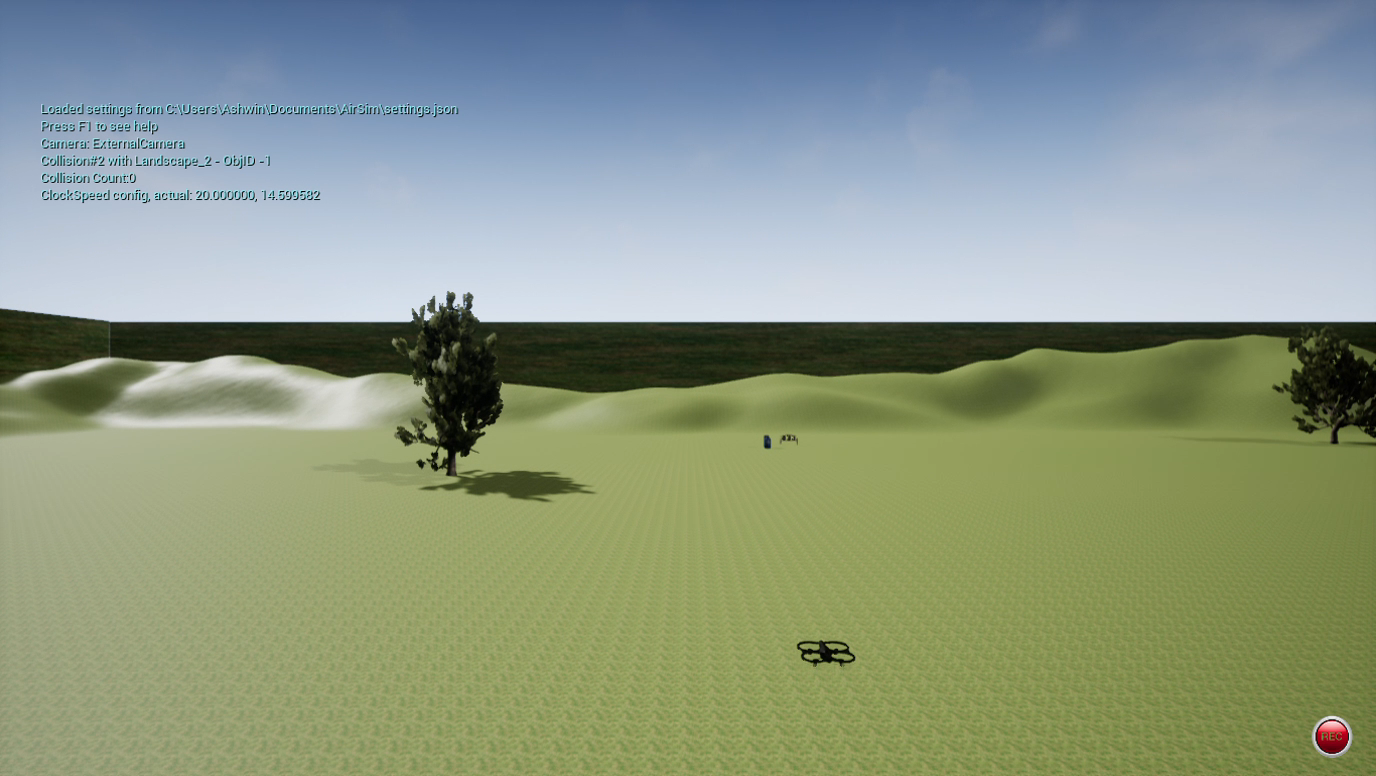 Loaded settings from C:\Users\Ashwin\Documents\AirSim\settings.json
Press F1 to see help
Camera: ExternalCamera
Collision#2 with Landscape_2 - ObjID -1
Collision Count:0
ClockSpeed config, actual: 20.000000, 14.599582
REC